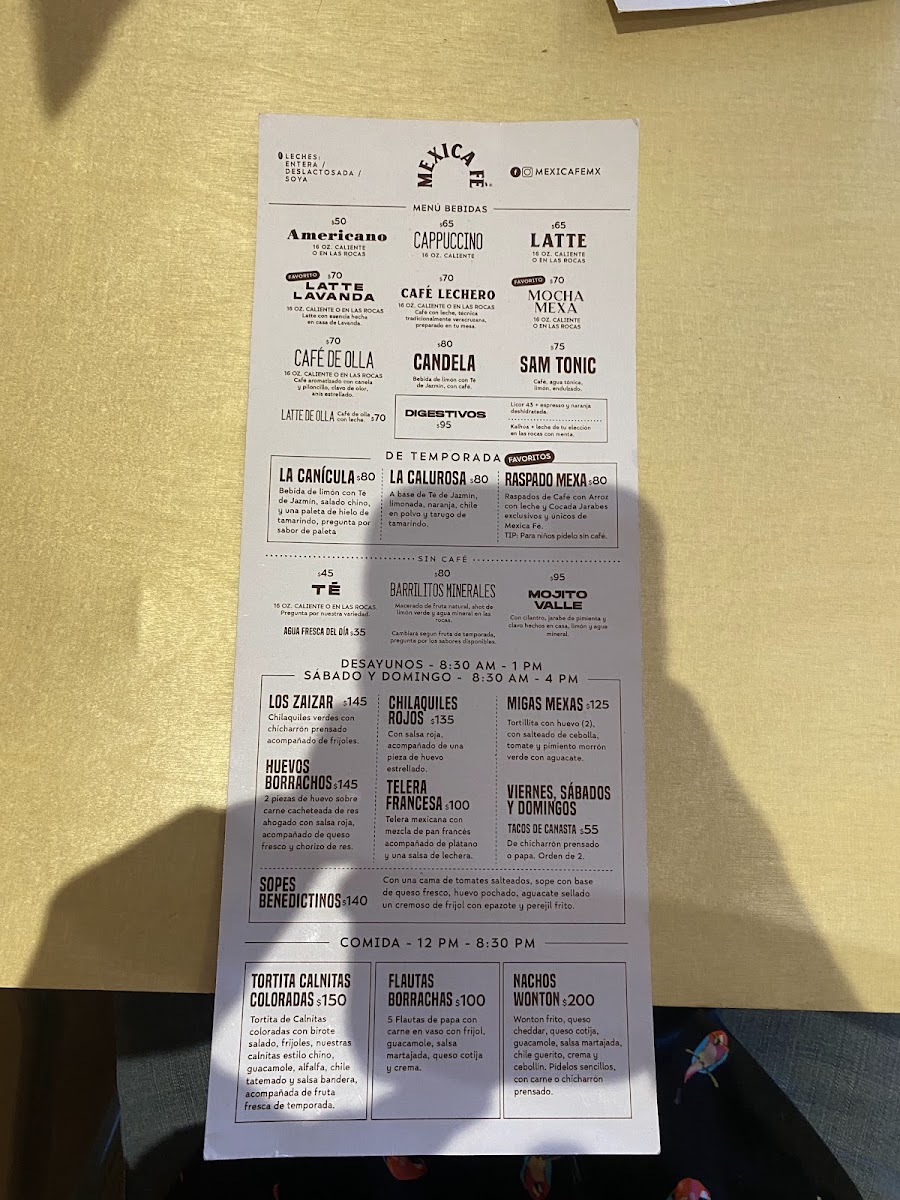 LECHES:
ENTERA /
DESLACTOSADA /
SOYA
MEXICA FÉ
MEXICAFEMX
MENÚ BEBIDAS
$50
Americano
16 OZ. CALIENTE
O EN LAS ROCAS
$65
CAPPUCCINO
16 OZ. CALIENTE
$65
LATTE
16 OZ. CALIENTE
O EN LAS ROCAS
FAVORITO $70
LATTE
LAVANDA
16 OZ. CALIENTE O EN LAS ROCAS
Latte con esencia hecha
en casa de Lavanda.
$70
CAFÉ LECHERO
16 OZ. CALIENTE O EN LAS ROCAS
Café con leche, técnica
tradicionalmente veracruzana,
preparado en tu mesa.
FAVORITO $70
MOCHA
MEXA
16 OZ. CALIENTE
O EN LAS ROCAS
$70
CAFÉ DE OLLA
16 OZ. CALIENTE O EN LAS ROCAS
Café aromatizado con canela
y piloncillo, clavo de olor,
anís estrellado.
$80
CANDELA
Bebida de limón con Té
de Jazmín, con café.
$75
SAM TONIC
Café, agua tónica,
limón, endulzado.
LATTE DE OLLA Café de olla con leche. $70
DIGESTIVOS
$95
Licor 43 + espresso y naranja
deshidratada.
Kalhúa + leche de tu elección
en las rocas con menta.
DE TEMPORADA FAVORITOS
LA CANÍCULA $80
Bebida de limón con Té
de Jazmín, salado chino,
y una paleta de hielo de
tamarindo, pregunta por
sabor de paleta
LA CALUROSA $80
A base de Té de Jazmín,
limonada, naranja, chile
en polvo y tarugo de
tamarindo.
RASPADO MEXA $80
Raspados de Café con Arroz
con leche y Cocada Jarabes
exclusivos y únicos de
Mexica Fé.
TIP: Para niños pídelo sin café.
SIN CAFÉ
$45
TÉ
16 OZ. CALIENTE O EN LAS ROCAS.
Pregunta por nuestra variedad.
AGUA FRESCA DEL DÍA $35
$80
BARRILITOS MINERALES
Macerado de fruta natural, shot de
limón verde y agua mineral en las
rocas.
Cambiará según fruta de temporada,
pregunta por los sabores disponibles.
$95
MOJITO
VALLE
Con cilantro, jarabe de pimienta y
clavo hechos en casa, limón y agua
mineral.
DESAYUNOS - 8:30 AM - 1 PM
SÁBADO Y DOMINGO - 8:30 AM - 4 PM
LOS ZAIZAR $145
Chilaquiles verdes con
chicharrón prensado
acompañado de frijoles.
CHILAQUILES
ROJOS $135
Con salsa roja,
acompañado de una
pieza de huevo
estrellado.
MIGAS MEXAS $125
Tortillita con huevo (2),
con salteado de cebolla,
tomate y pimiento morrón
verde con aguacate.
HUEVOS
BORRACHOS $145
2 piezas de huevo sobre
carne cacheteada de res
ahogado con salsa roja,
acompañado de queso
fresco y chorizo de res.
TELERA
FRANCESA $100
Telera mexicana con
mezcla de pan francés
acompañado de plátano
y una salsa de lechera.
VIERNES, SÁBADOS
Y DOMINGOS
TACOS DE CANASTA $55
De chicharrón prensado
o papa. Orden de 2.
SOPES
BENEDICTINOS $140
Con una cama de tomates salteados, sope con base
de queso fresco, huevo pochado, aguacate sellado
un cremoso de frijol con epazote y perejil frito.
COMIDA - 12 PM - 8:30 PM
TORTITA CALNITAS
COLORADAS $150
Tortita de Calnitas
coloradas con birote
salado, frijoles, nuestras
calnitas estilo chino,
guacamole, alfalfa, chile
tatemado y salsa bandera,
acompañada de fruta
fresca de temporada.
FLAUTAS
BORRACHAS $100
5 Flautas de papa con
carne en vaso con frijol,
guacamole, salsa
martajada, queso cotija
y crema.
NACHOS
WONTON $200
Wonton frito, queso
cheddar, queso cotija,
guacamole, salsa martajada,
chile guerito, crema y
cebollín. Pídelos sencillos,
con carne o chicharrón
prensado.